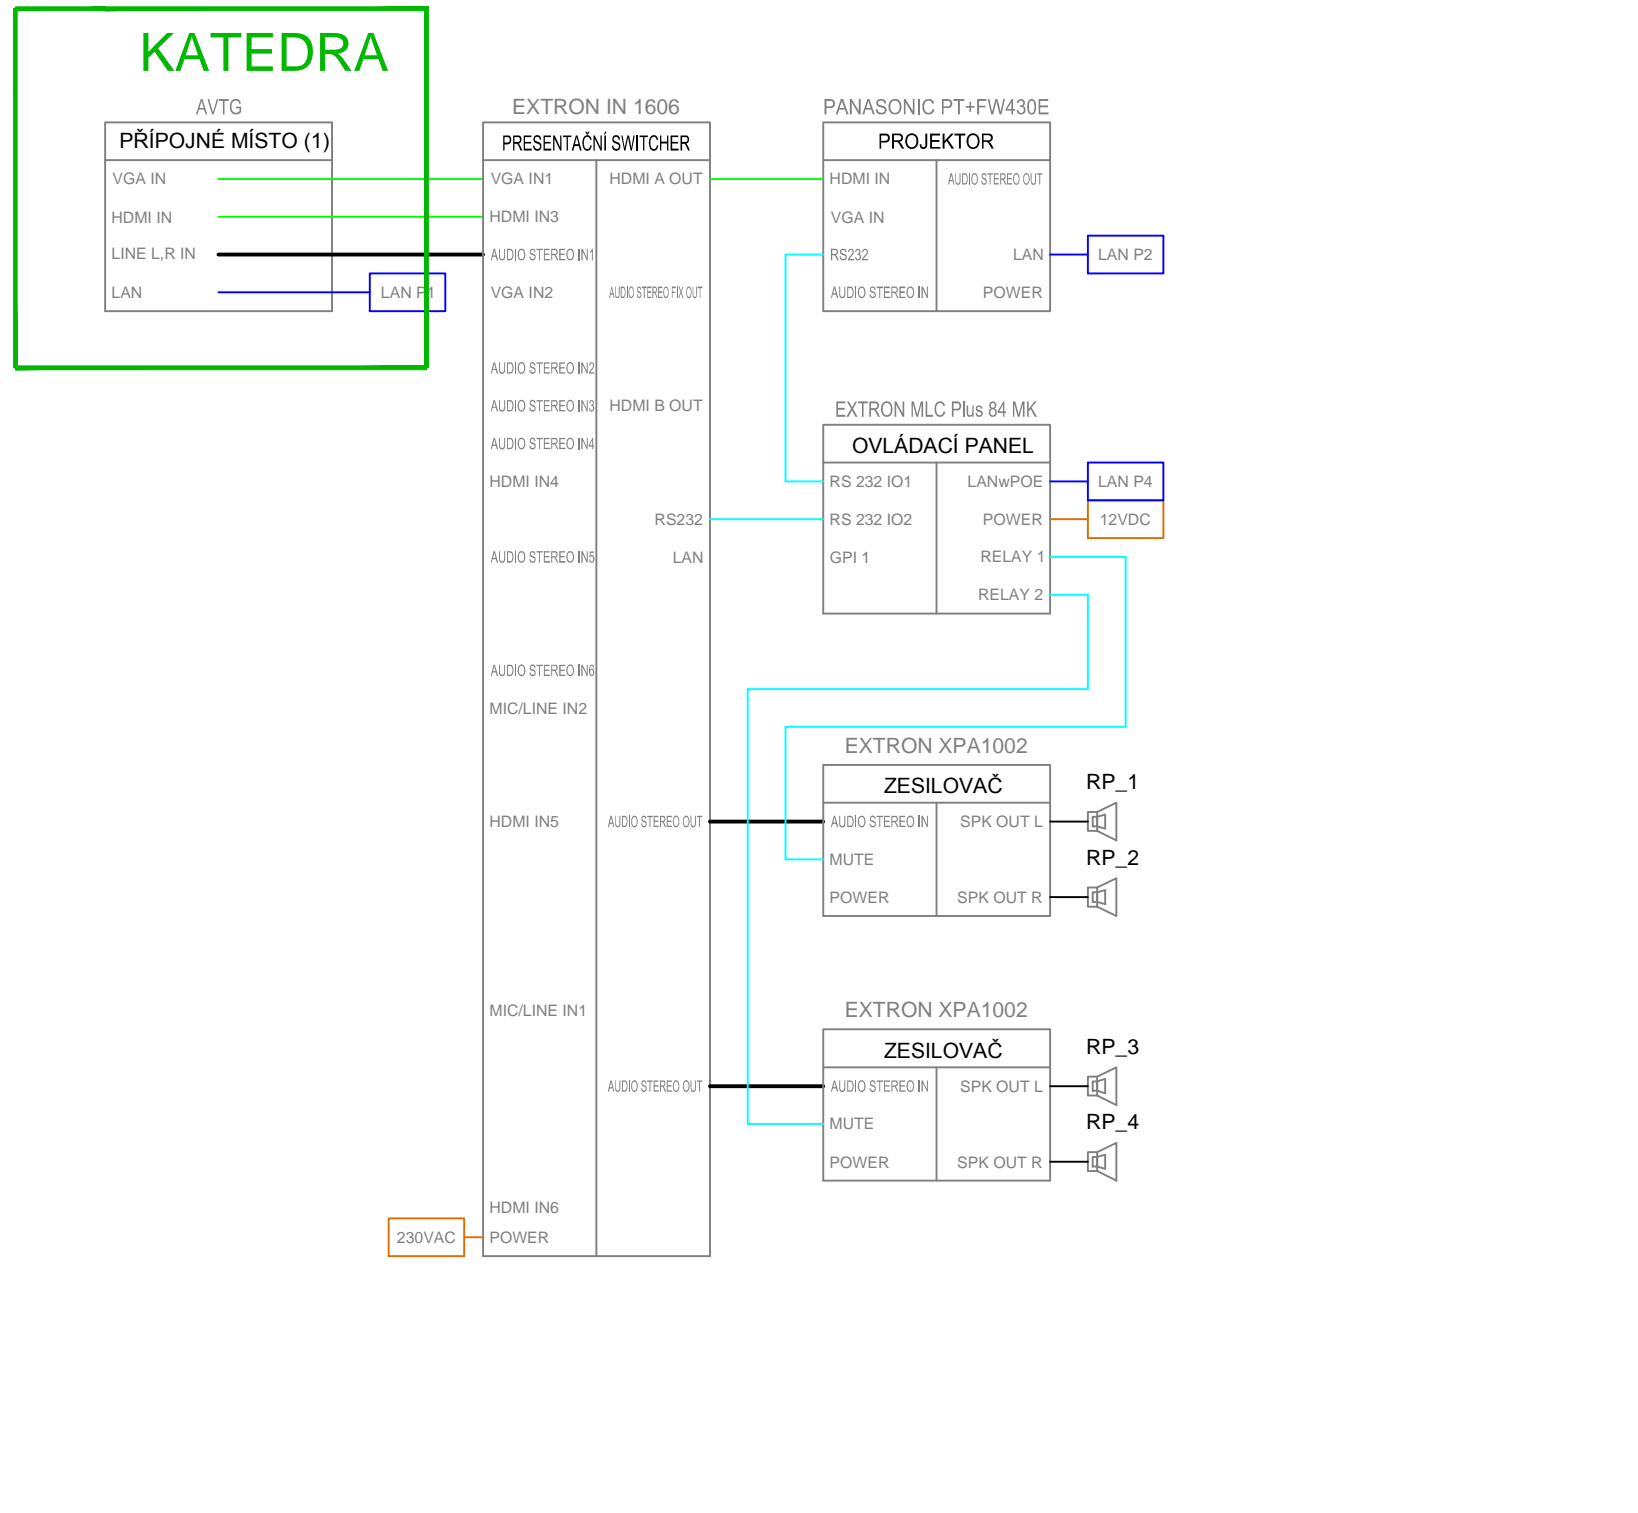 KATEDRA
AVTG
PŘÍPOJNÉ MÍSTO (1)
VGA IN
HDMI IN
LINE L,R IN
LAN
LAN P1
EXTRON IN 1606
PRESENTAČNÍ SWITCHER
VGA IN1
HDMI IN3
AUDIO STEREO IN1
VGA IN2
AUDIO STEREO IN2
AUDIO STEREO IN3
AUDIO STEREO IN4
HDMI IN4
AUDIO STEREO IN5
AUDIO STEREO IN6
MIC/LINE IN2
HDMI IN5
MIC/LINE IN1
HDMI IN6
POWER
230VAC
HDMI A OUT
AUDIO STEREO FIX OUT
HDMI B OUT
RS232
LAN
AUDIO STEREO OUT
AUDIO STEREO OUT
PANASONIC PT+FW430E
PROJEKTOR
HDMI IN
VGA IN
RS232
AUDIO STEREO IN
AUDIO STEREO OUT
LAN
POWER
LAN P2
EXTRON MLC Plus 84 MK
OVLÁDACÍ PANEL
RS 232 IO1
RS 232 IO2
GPI 1
LANwPOE
POWER
RELAY 1
RELAY 2
LAN P4
12VDC
EXTRON XPA1002
ZESILOVAČ
AUDIO STEREO IN
MUTE
POWER
SPK OUT L
SPK OUT R
RP_1
RP_2
EXTRON XPA1002
ZESILOVAČ
AUDIO STEREO IN
MUTE
POWER
SPK OUT L
SPK OUT R
RP_3
RP_4